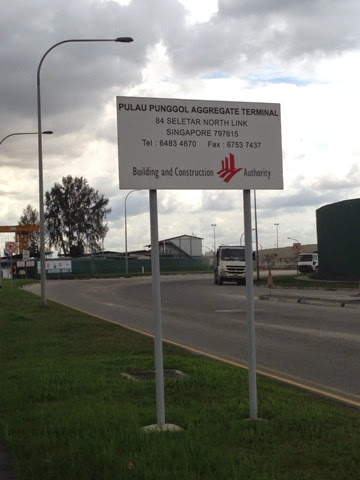 PULAU PUNGGOL AGGREGATE TERMINAL
84 SELETAR NORTH LINK
SINGAPORE 797615
Tel : 6483 4670 Fax : 6753 7437
Building and Construction Authority